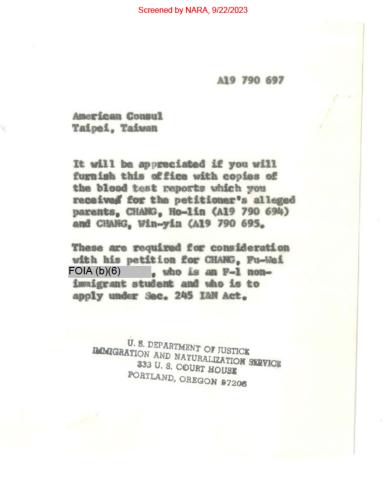 Screened by NARA, 9/22/2023
A19 790 697
American Consul
Taipei, Taiwan
It will be appreciated if you will
furnish this office with copies of
the blood test reports which you
received for the petitioner's alleged
parents, CHANG, Ho-lin (A19 790 694)
and CHANG, Win-yin (A19 790 695.
These are required for consideration
with his petition for CHANG, Fu-Wei
FOIA (b)(6) , who is an F-1 non-
immigrant student and who is to
apply under Sec. 245 I&N Act.
U. S. DEPARTMENT OF JUSTICE
IMMIGRATION AND NATURALIZATION SERVICE
333 U. S. COURT HOUSE
PORTLAND, OREGON 97205